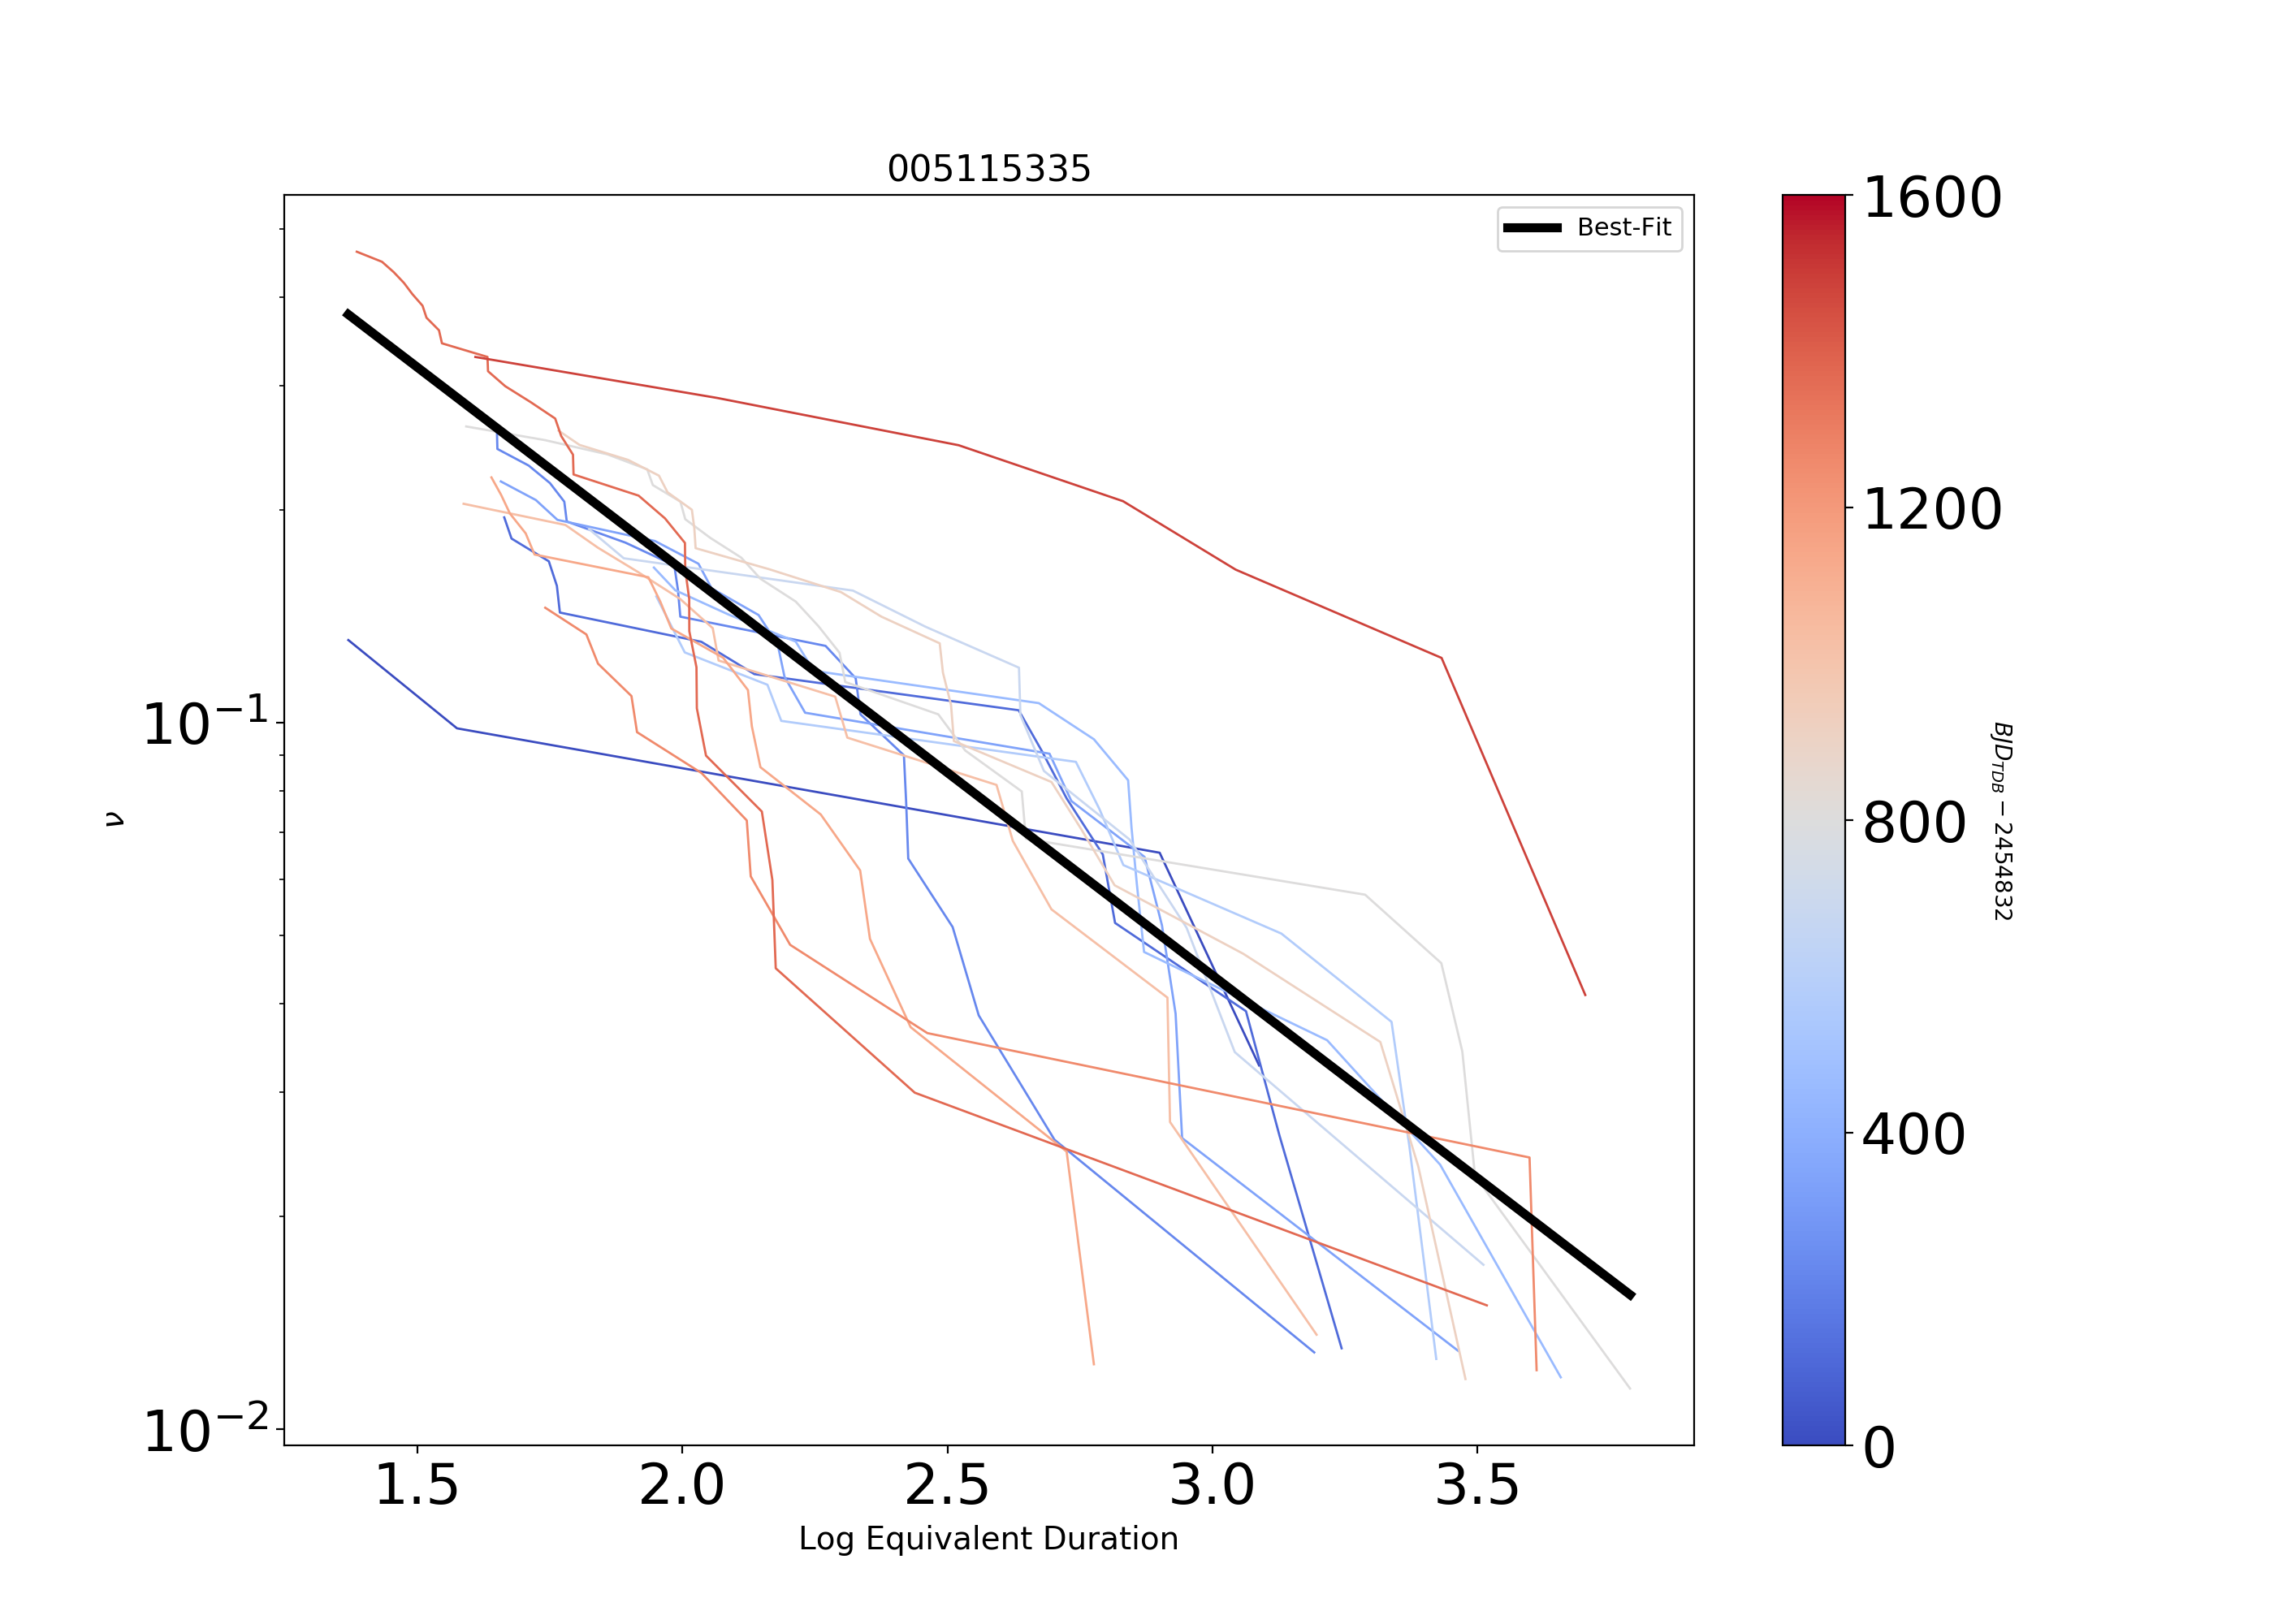 005115335
Best-Fit
10⁻¹
10⁻²
ν
1.5 2.0 2.5 3.0 3.5
Log Equivalent Duration
1600
1200
800
400
0
BJD_TDB − 2454832